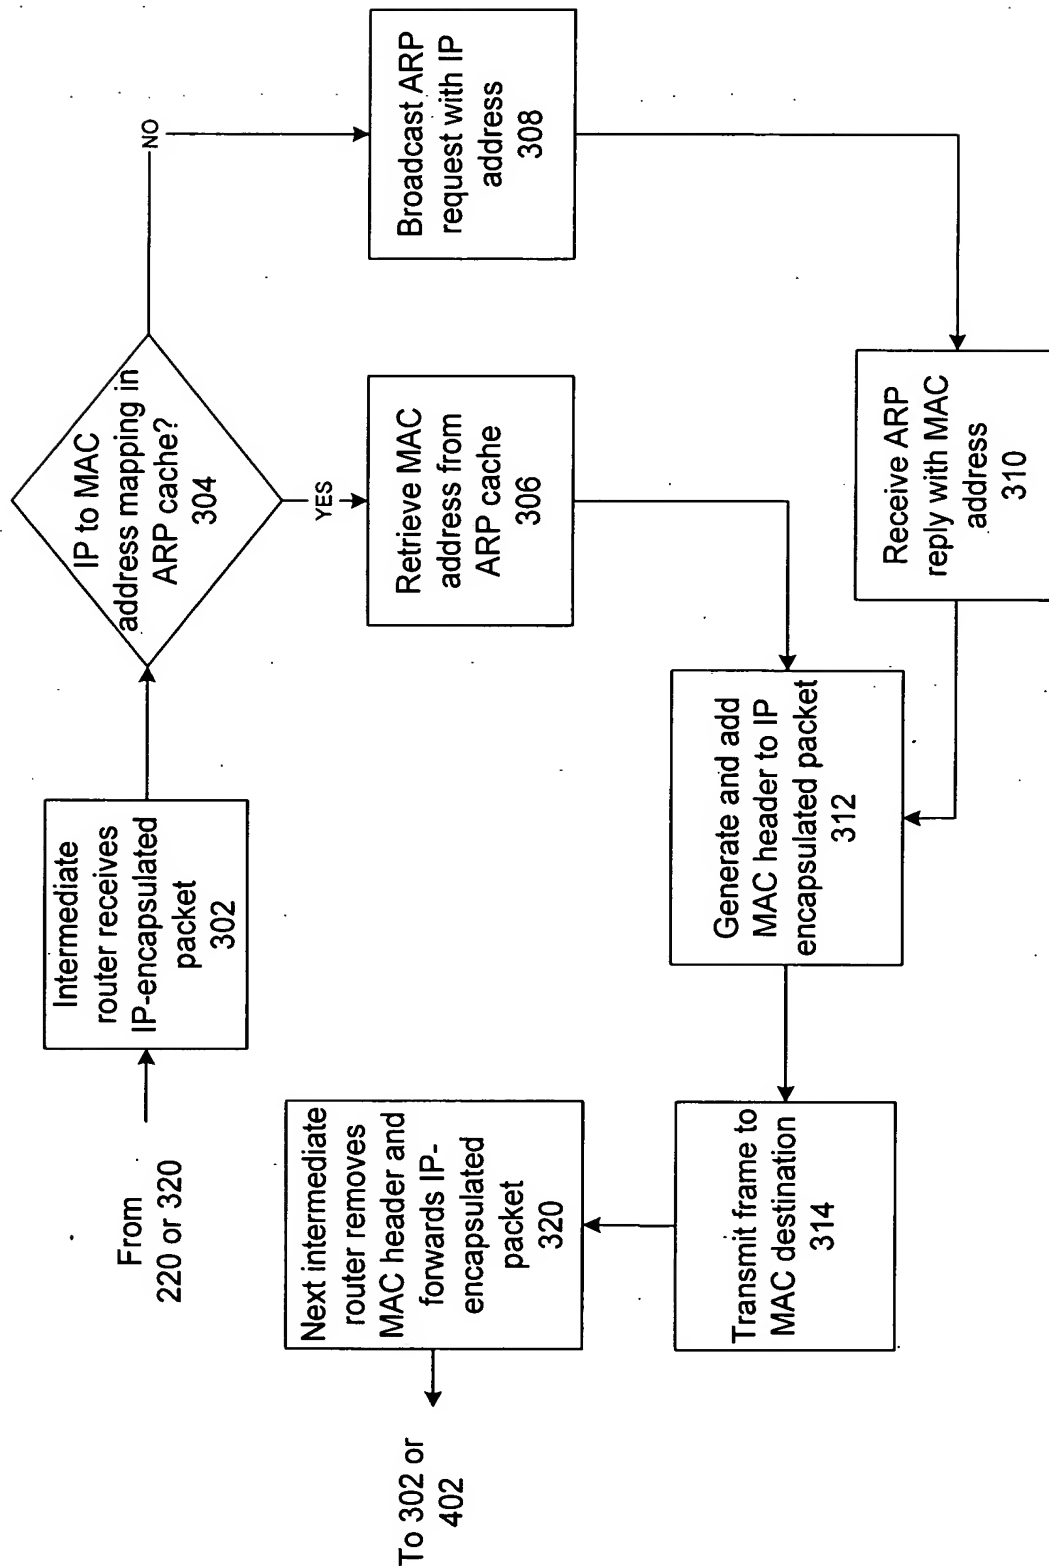 From
220 or 320
Intermediate
router receives
IP-encapsulated
packet
302
IP to MAC
address mapping in
ARP cache?
304
NO
YES
Retrieve MAC
address from
ARP cache
306
Broadcast ARP
request with IP
address
308
Receive ARP
reply with MAC
address
310
Generate and add
MAC header to IP
encapsulated packet
312
Transmit frame to
MAC destination
314
Next intermediate
router removes
MAC header and
forwards IP-
encapsulated
packet
320
To 302 or
402